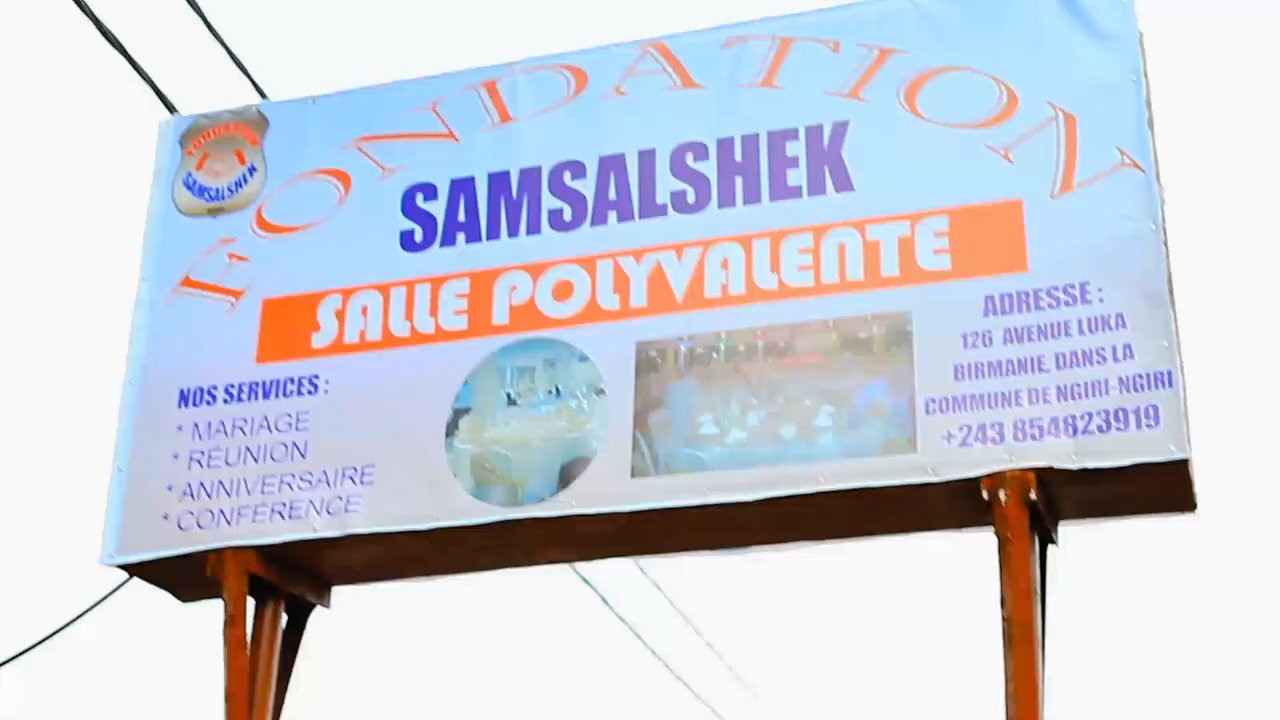 FONDATION
SAMSALSHEK
SALLE POLYVALENTE
SAMSALSHEK
NOS SERVICES :
* MARIAGE
* RÉUNION
* ANNIVERSAIRE
* CONFÉRENCE
ADRESSE :
126 AVENUE LUKA
BIRMANIE, DANS LA
COMMUNE DE NGIRI-NGIRI
+243 854823919